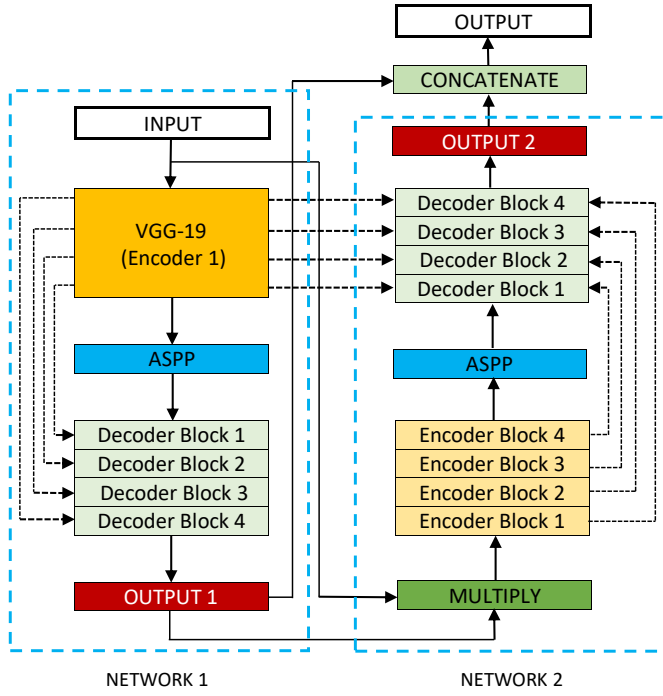 INPUT
VGG-19
(Encoder 1)
ASPP
Decoder Block 1
Decoder Block 2
Decoder Block 3
Decoder Block 4
OUTPUT 1
NETWORK 1
OUTPUT
CONCATENATE
OUTPUT 2
Decoder Block 4
Decoder Block 3
Decoder Block 2
Decoder Block 1
ASPP
Encoder Block 4
Encoder Block 3
Encoder Block 2
Encoder Block 1
MULTIPLY
NETWORK 2